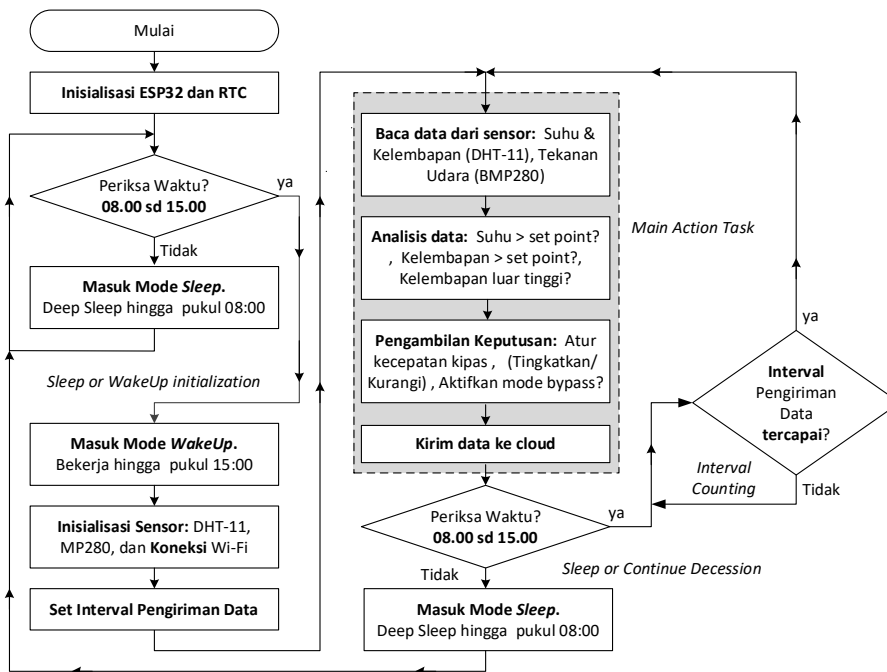 Mulai
Inisialisasi ESP32 dan RTC
Periksa Waktu?
08.00 sd 15.00
ya
Tidak
Masuk Mode Sleep.
Deep Sleep hingga pukul 08:00
Sleep or WakeUp initialization
Masuk Mode WakeUp.
Bekerja hingga pukul 15:00
Inisialisasi Sensor: DHT-11,
MP280, dan Koneksi Wi-Fi
Set Interval Pengiriman Data
Baca data dari sensor: Suhu &
Kelembapan (DHT-11), Tekanan
Udara (BMP280)
Analisis data: Suhu > set point?
, Kelembapan > set point?,
Kelembapan luar tinggi?
Pengambilan Keputusan: Atur
kecepatan kipas , (Tingkatkan/
Kurangi) , Aktifkan mode bypass?
Kirim data ke cloud
Main Action Task
Periksa Waktu?
08.00 sd 15.00
ya
Tidak
Sleep or Continue Decession
Masuk Mode Sleep.
Deep Sleep hingga pukul 08:00
ya
Interval
Pengiriman
Data
tercapai?
Interval
Counting
Tidak